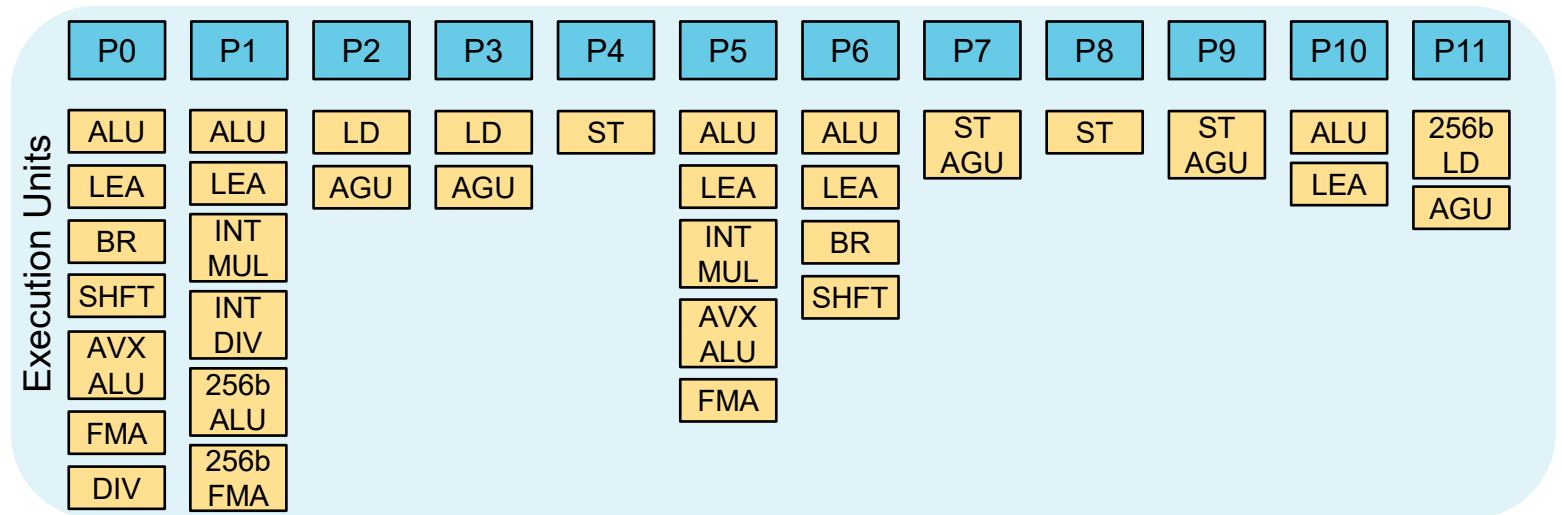 P0 P1 P2 P3 P4 P5 P6 P7 P8 P9 P10 P11
Execution Units
ALU
LEA
BR
SHFT
AVX
ALU
FMA
DIV
ALU
LEA
INT
MUL
INT
DIV
256b
ALU
256b
FMA
LD
AGU
LD
AGU
ST
ALU
LEA
INT
MUL
AVX
ALU
FMA
ALU
LEA
BR
SHFT
ST
AGU
ST
ST
AGU
ALU
LEA
256b
LD
AGU